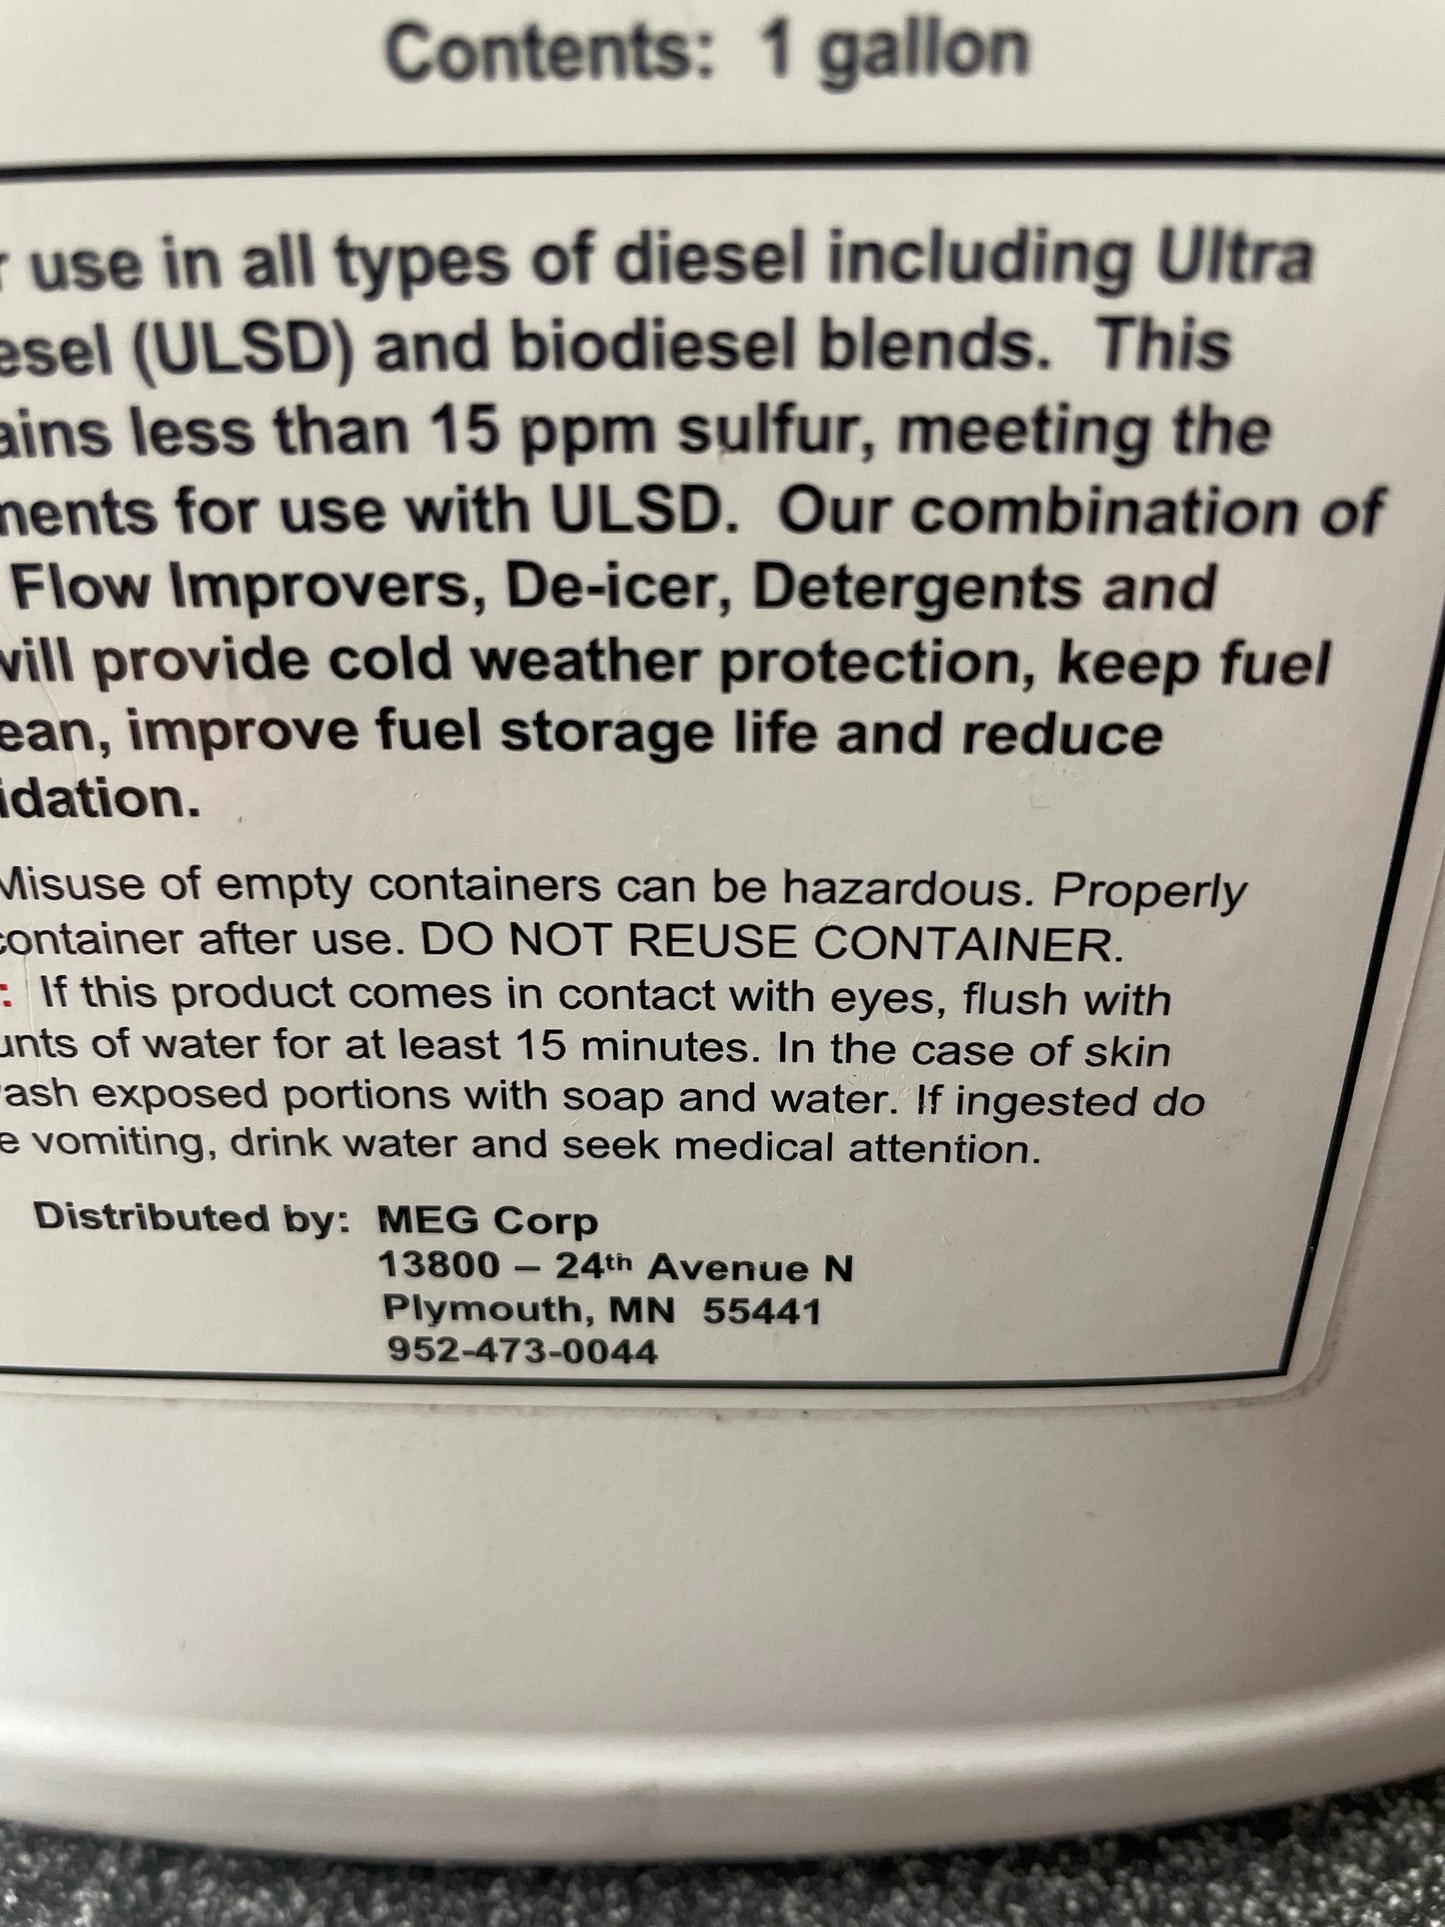 Contents: 1 gallon
use in all types of diesel including Ultra
esel (ULSD) and biodiesel blends. This
ains less than 15 ppm sulfur, meeting the
ments for use with ULSD. Our combination of
Flow Improvers, De-icer, Detergents and
will provide cold weather protection, keep fuel
ean, improve fuel storage life and reduce
idation.
Misuse of empty containers can be hazardous. Properly
container after use. DO NOT REUSE CONTAINER.
: If this product comes in contact with eyes, flush with
unts of water for at least 15 minutes. In the case of skin
ash exposed portions with soap and water. If ingested do
e vomiting, drink water and seek medical attention.
Distributed by: MEG Corp
13800 – 24th Avenue N
Plymouth, MN 55441
952-473-0044